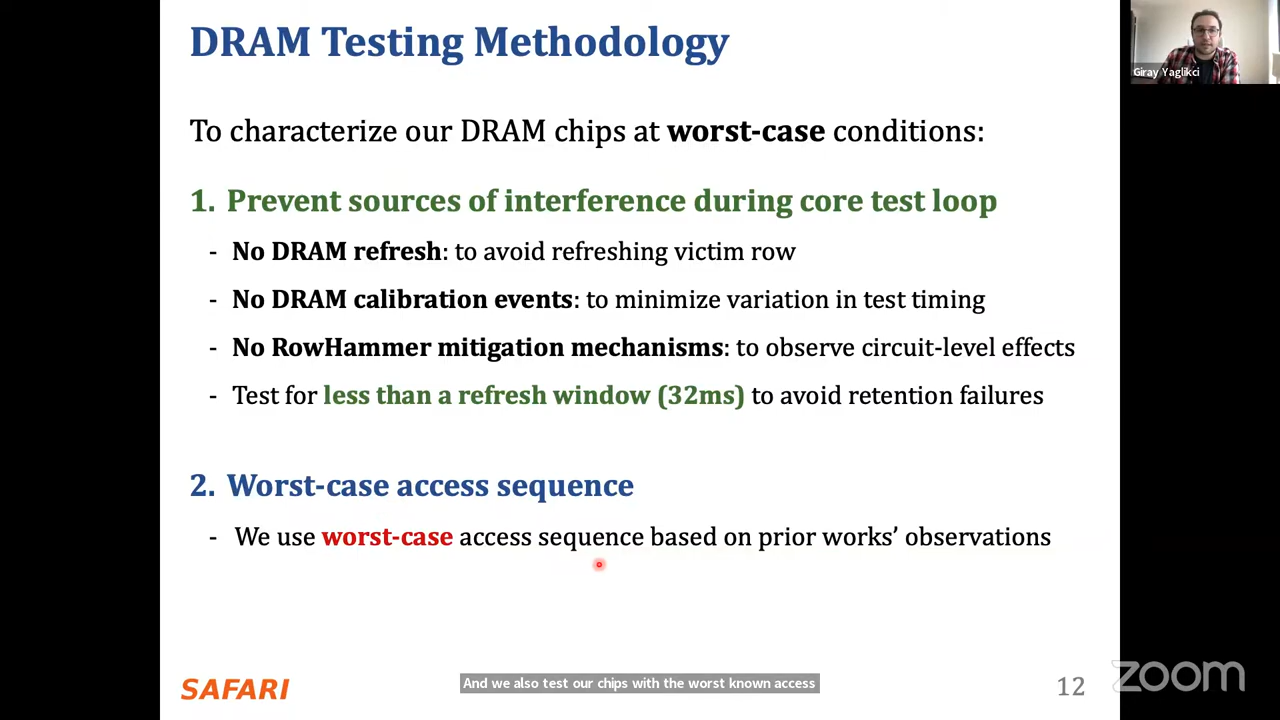 DRAM Testing Methodology
Giray Yaglikci
To characterize our DRAM chips at worst-case conditions:
1. Prevent sources of interference during core test loop
- No DRAM refresh: to avoid refreshing victim row
- No DRAM calibration events: to minimize variation in test timing
- No RowHammer mitigation mechanisms: to observe circuit-level effects
- Test for less than a refresh window (32ms) to avoid retention failures
2. Worst-case access sequence
- We use worst-case access sequence based on prior works’ observations
SAFARI
And we also test our chips with the worst known access
12
zoom